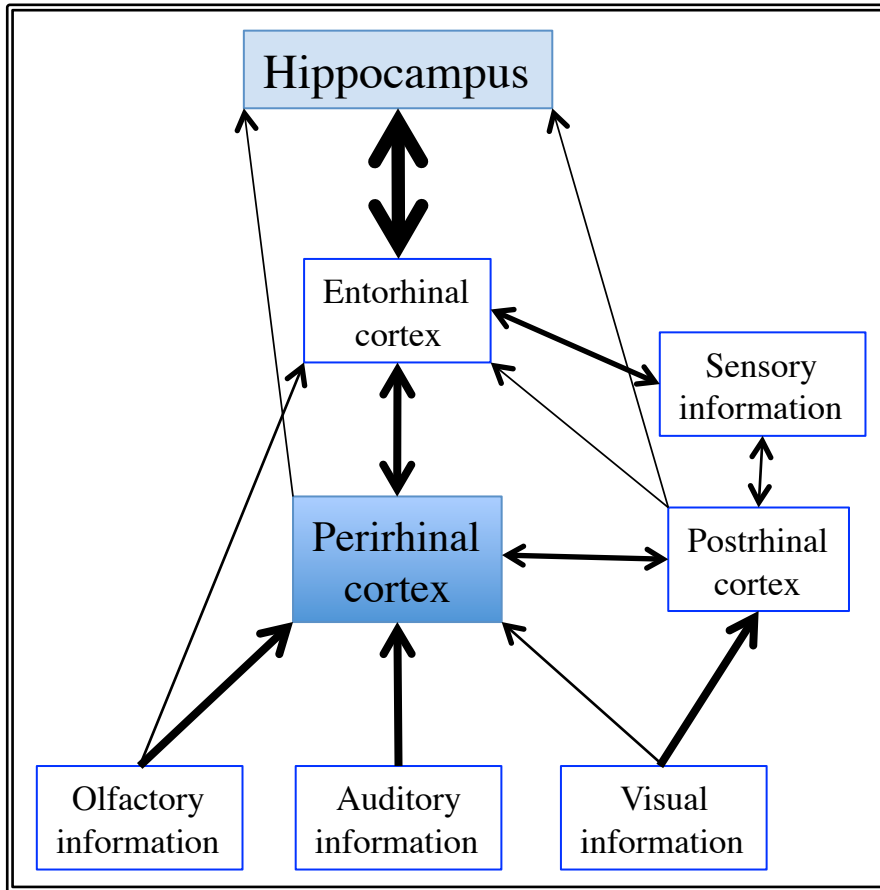 Hippocampus
Entorhinal
cortex
Sensory
information
Perirhinal
cortex
Postrhinal
cortex
Olfactory
information
Auditory
information
Visual
information